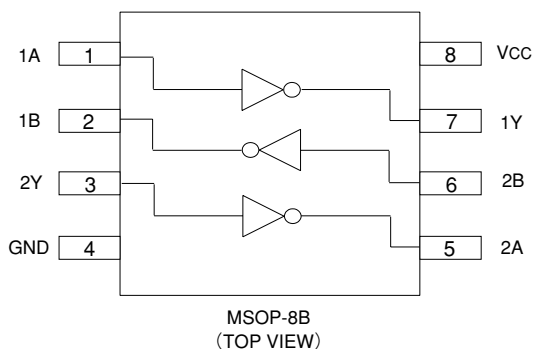 1A 1 8 VCC
1B 2 7 1Y
2Y 3 6 2B
GND 4 5 2A
MSOP-8B
(TOP VIEW)